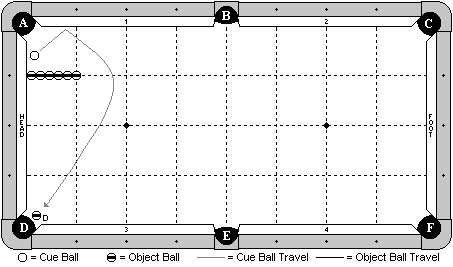 A B C
1 2
HEAD FOOT
D
3 4
D E F
= Cue Ball = Object Ball = Cue Ball Travel = Object Ball Travel